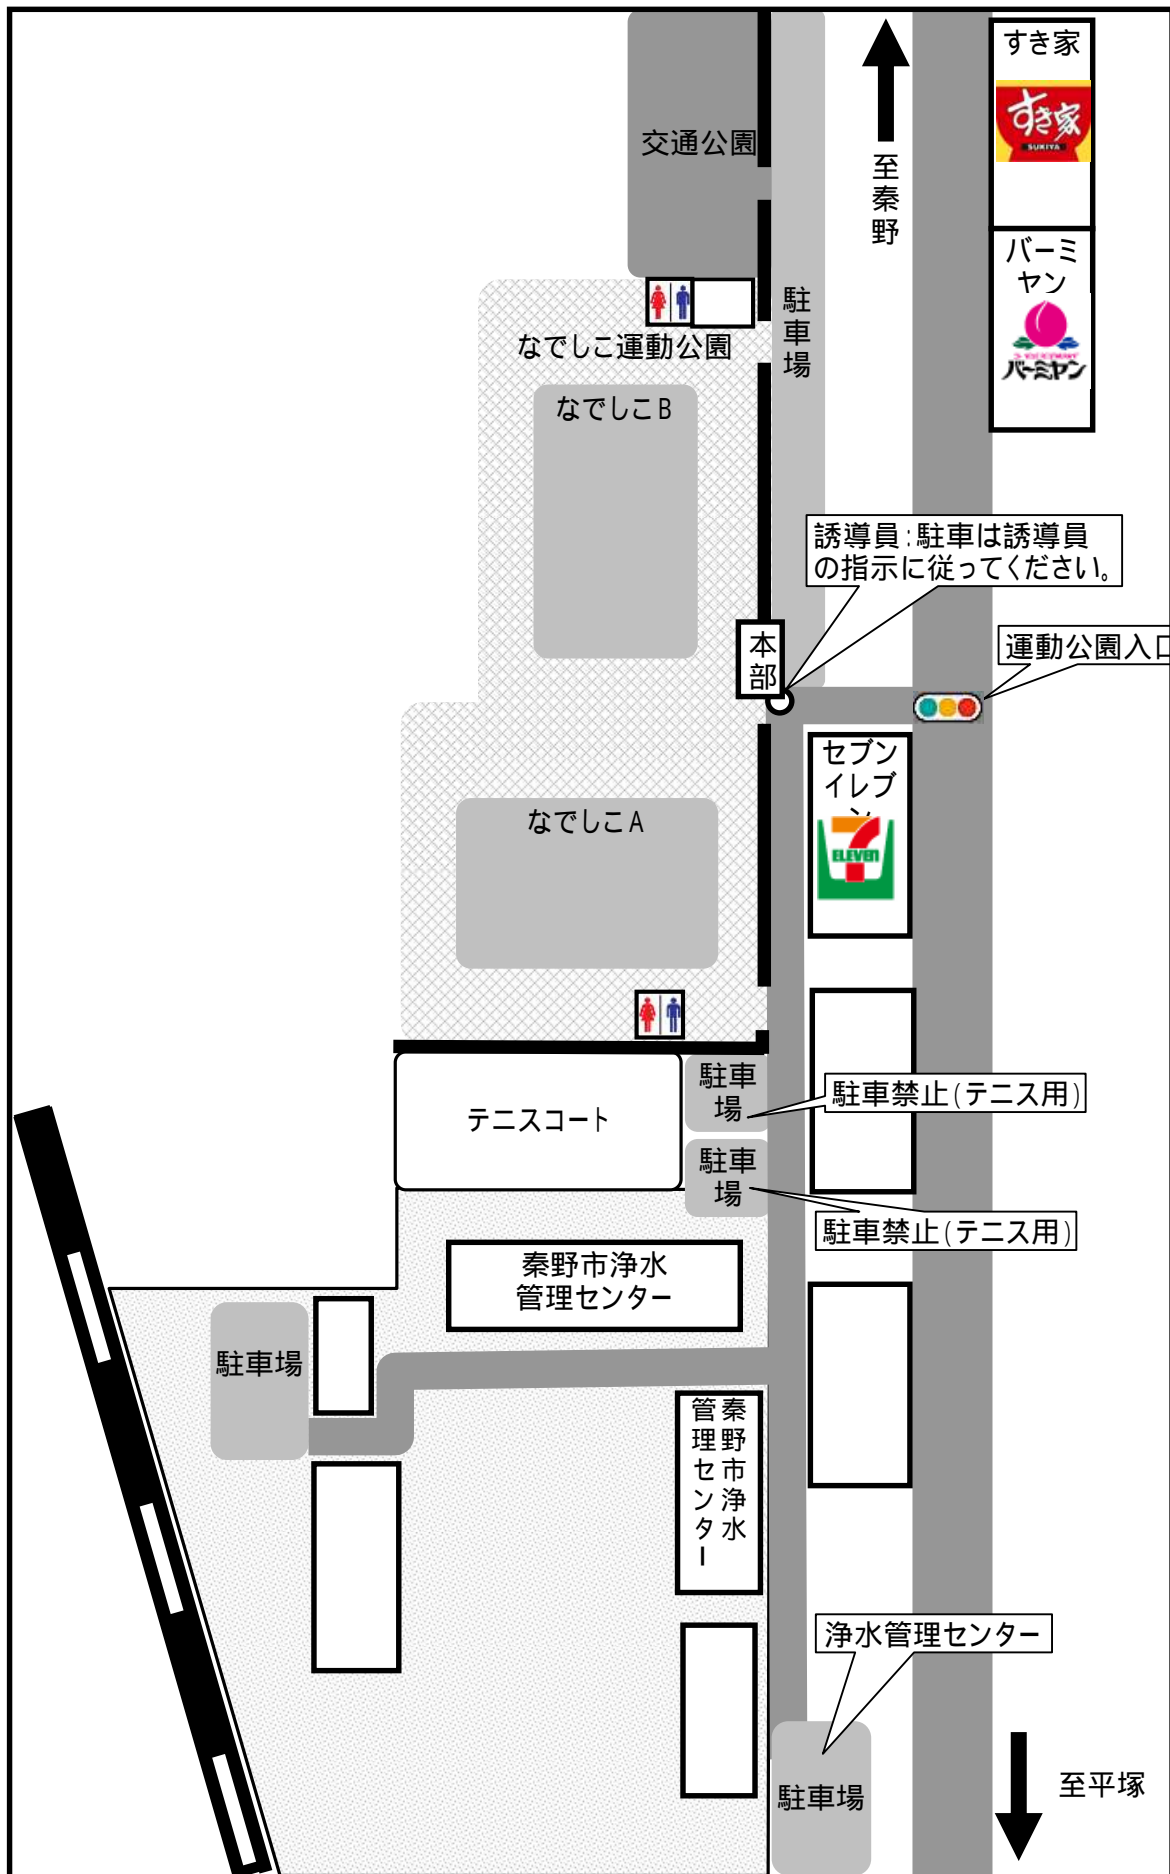 すき家
すき家
SUKIYA
交通公園
至秦野
バーミ
ヤン
バーミヤン
駐車場
なでしこ運動公園
なでしこB
誘導員:駐車は誘導員
の指示に従ってください。
本部
運動公園入口
セブン
イレブ
ン
7
ELEVEN
なでしこA
駐車
場
駐車禁止(テニス用)
テニスコート
駐車
場
駐車禁止(テニス用)
秦野市浄水
管理センター
駐車場
秦野市浄水
管理センター
浄水管理センター
駐車場
至平塚